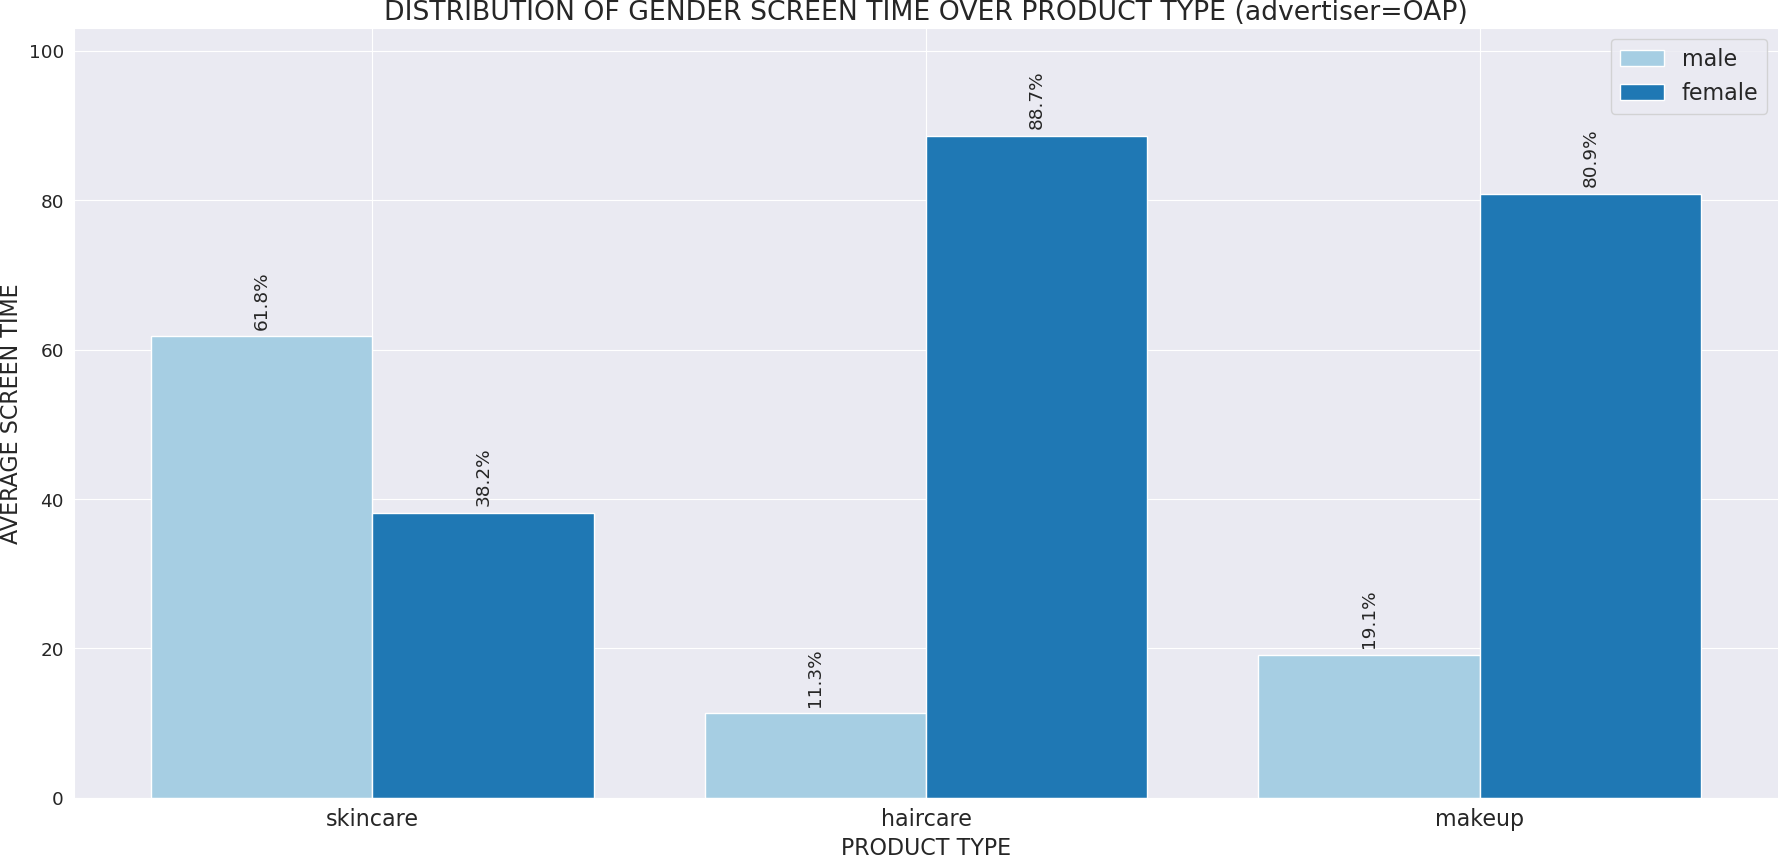 DISTRIBUTION OF GENDER SCREEN TIME OVER PRODUCT TYPE (advertiser=OAP)
male
female
AVERAGE SCREEN TIME
100
80
60
40
20
0
61.8%
38.2%
11.3%
88.7%
19.1%
80.9%
skincare
haircare
makeup
PRODUCT TYPE